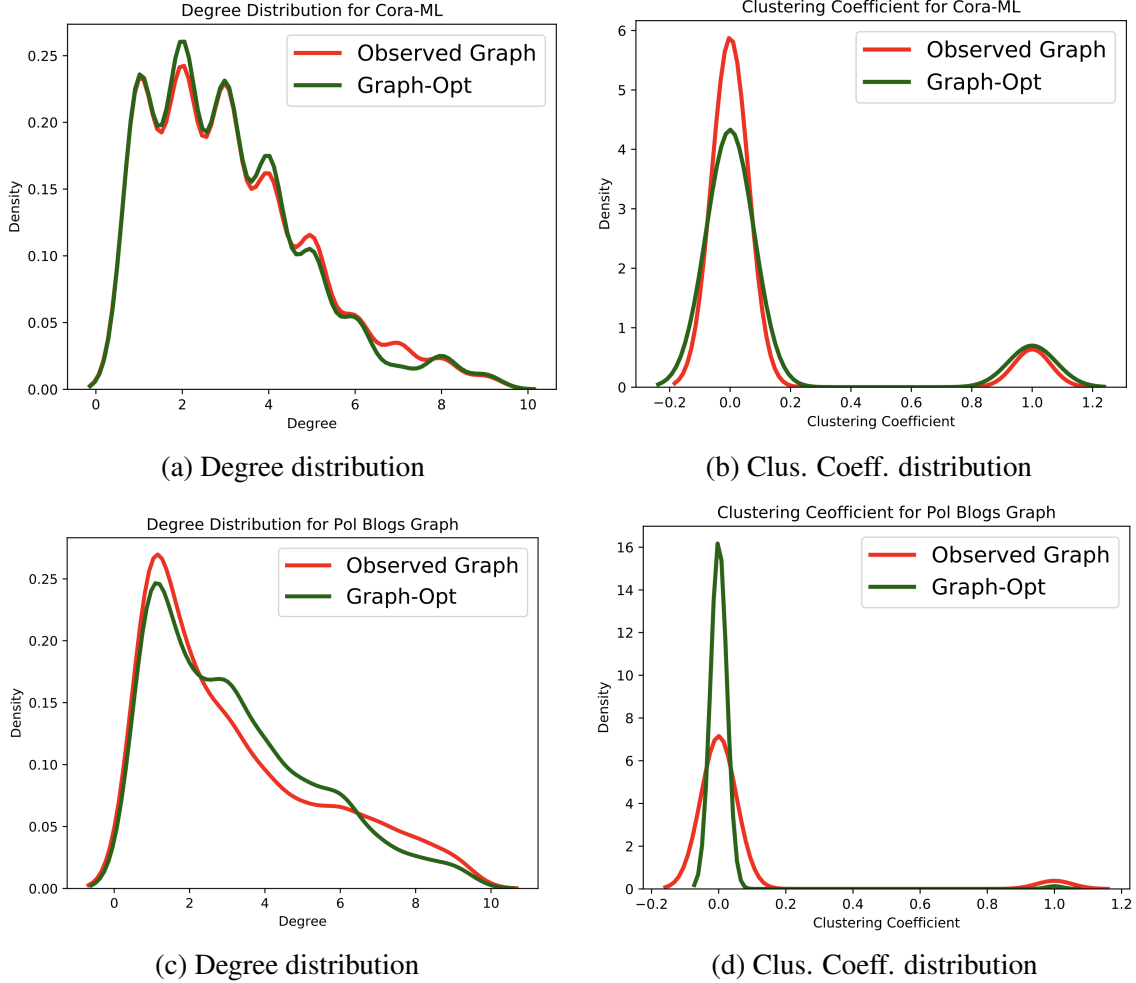 Degree Distribution for Cora-ML
Observed Graph
Graph-Opt
0.25
0.20
0.15
0.10
0.05
0.00
Density
0 2 4 6 8 10
Degree
(a) Degree distribution
Clustering Coefficient for Cora-ML
Observed Graph
Graph-Opt
6
5
4
3
2
1
0
Density
−0.2 0.0 0.2 0.4 0.6 0.8 1.0 1.2
Clustering Coefficient
(b) Clus. Coeff. distribution
Degree Distribution for Pol Blogs Graph
Observed Graph
Graph-Opt
0.25
0.20
0.15
0.10
0.05
0.00
Density
0 2 4 6 8 10
Degree
(c) Degree distribution
Clustering Ceofficient for Pol Blogs Graph
Observed Graph
Graph-Opt
16
14
12
10
8
6
4
2
0
Density
−0.2 0.0 0.2 0.4 0.6 0.8 1.0 1.2
Clustering Coefficient
(d) Clus. Coeff. distribution